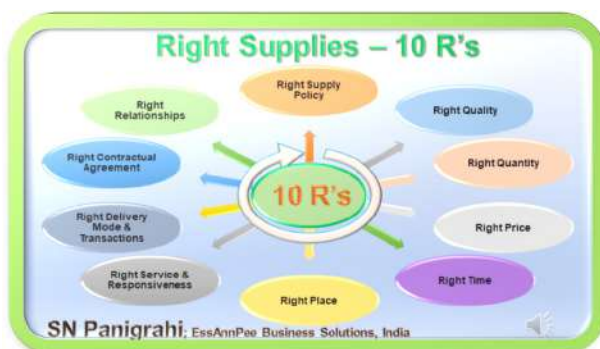 Right Supplies – 10 R's
Right Supply
Policy
Right Quality
Right Quantity
Right Price
Right Time
Right Place
Right Service &
Responsiveness
Right Delivery
Mode &
Transactions
Right Contractual
Agreement
Right
Relationships
10 R's
SN Panigrahi; EssAnnPee Business Solutions, India